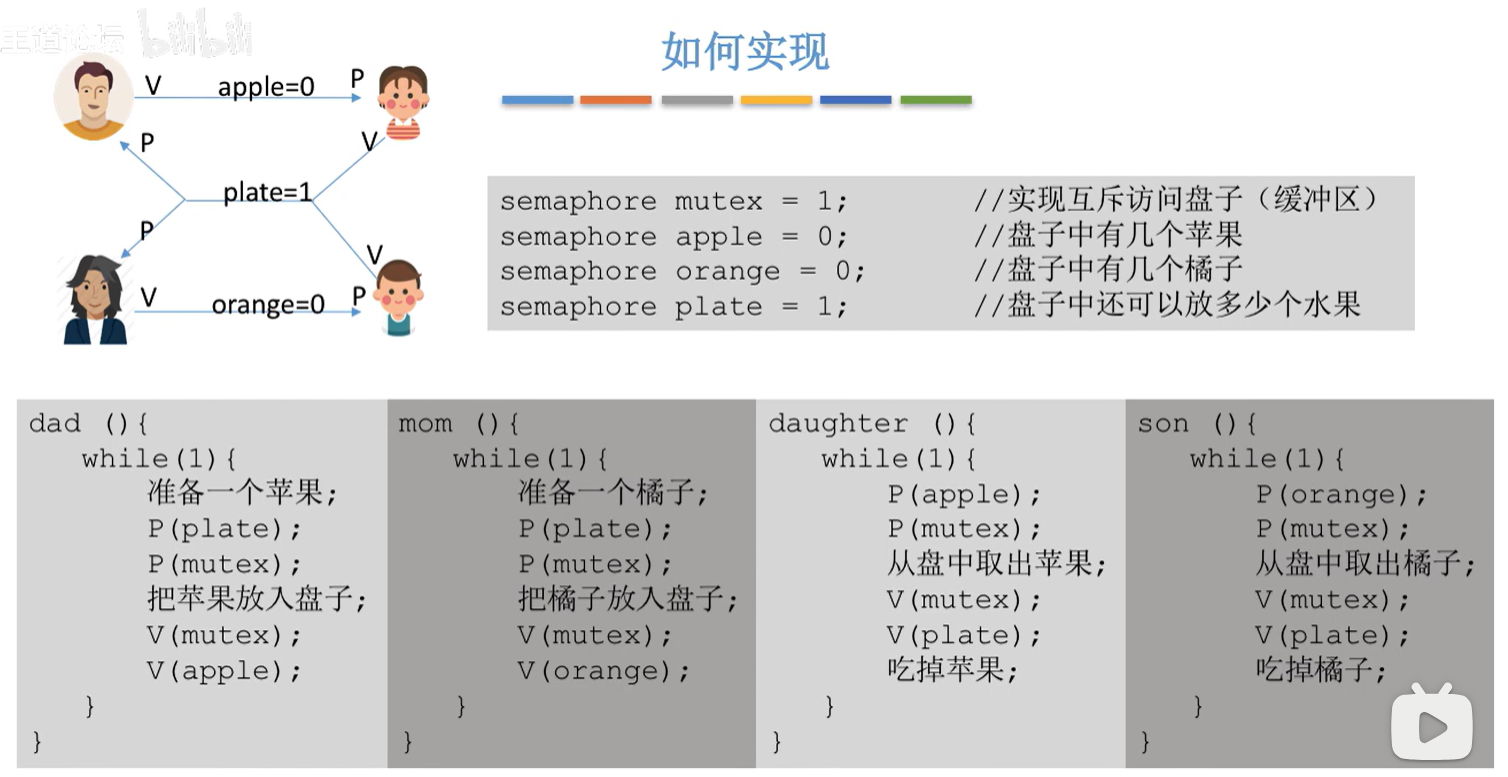 王道论坛 bilibili
如何实现
V apple=0 P
P V
plate=1
P V
V orange=0 P
semaphore mutex = 1; //实现互斥访问盘子（缓冲区）
semaphore apple = 0; //盘子中有几个苹果
semaphore orange = 0; //盘子中有几个橘子
semaphore plate = 1; //盘子中还可以放多少个水果
dad (){
while(1){
准备一个苹果;
P(plate);
P(mutex);
把苹果放入盘子;
V(mutex);
V(apple);
}
}
mom (){
while(1){
准备一个橘子;
P(plate);
P(mutex);
把橘子放入盘子;
V(mutex);
V(orange);
}
}
daughter (){
while(1){
P(apple);
P(mutex);
从盘中取出苹果;
V(mutex);
V(plate);
吃掉苹果;
}
}
son (){
while(1){
P(orange);
P(mutex);
从盘中取出橘子;
V(mutex);
V(plate);
吃掉橘子;
}
}